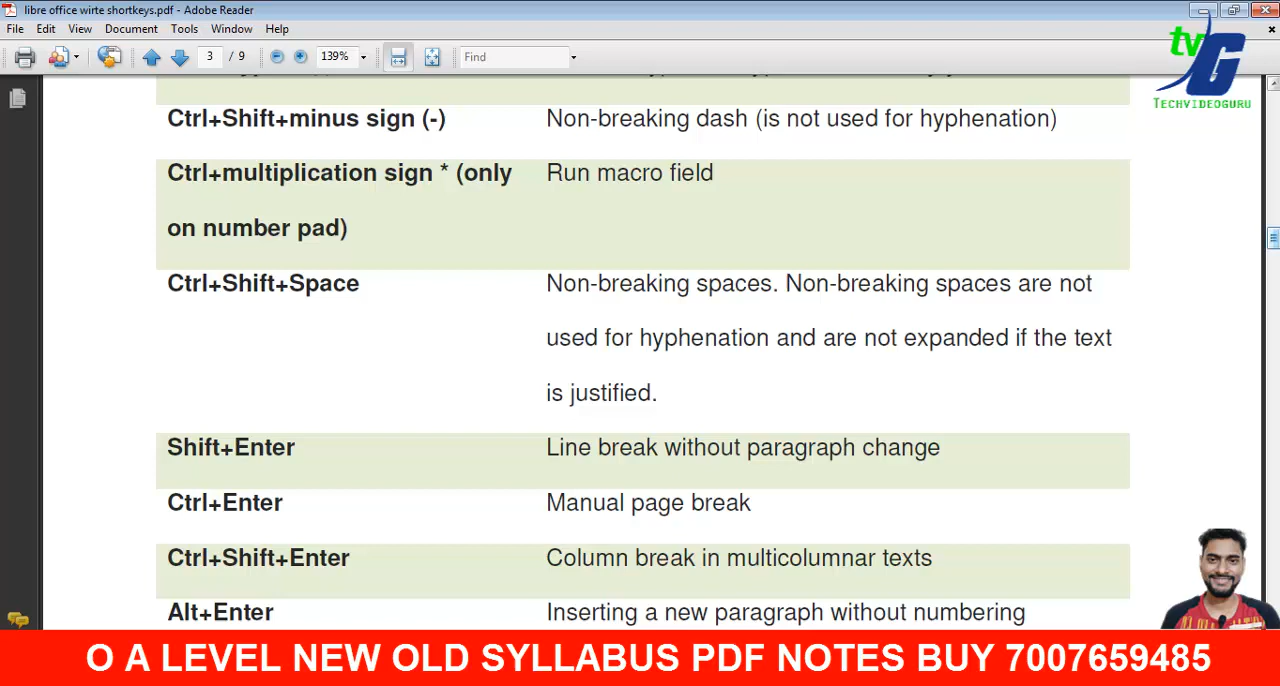 libre office wirte shortkeys.pdf - Adobe Reader
File Edit View Document Tools Window Help
3 / 9 139% Find
tv
G
TECHVIDEOGURU
Ctrl+Shift+minus sign (-) Non-breaking dash (is not used for hyphenation)
Ctrl+multiplication sign * (only Run macro field
on number pad)
Ctrl+Shift+Space Non-breaking spaces. Non-breaking spaces are not
used for hyphenation and are not expanded if the text
is justified.
Shift+Enter Line break without paragraph change
Ctrl+Enter Manual page break
Ctrl+Shift+Enter Column break in multicolumnar texts
Alt+Enter Inserting a new paragraph without numbering
O A LEVEL NEW OLD SYLLABUS PDF NOTES BUY 7007659485